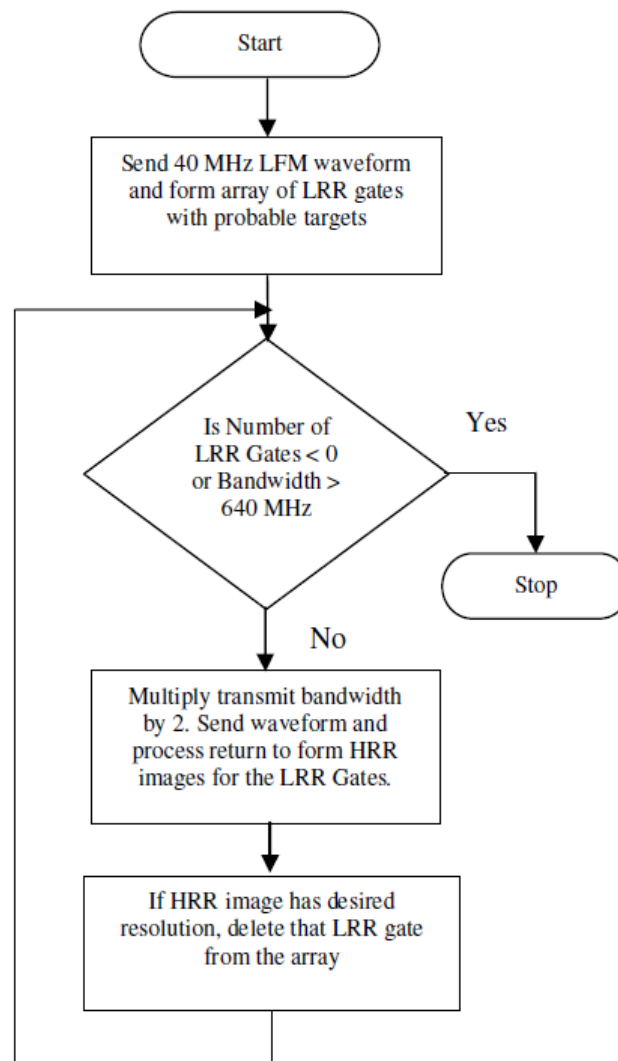 Start
Send 40 MHz LFM waveform
and form array of LRR gates
with probable targets
Is Number of
LRR Gates < 0
or Bandwidth >
640 MHz
Yes
Stop
No
Multiply transmit bandwidth
by 2. Send waveform and
process return to form HRR
images for the LRR Gates.
If HRR image has desired
resolution, delete that LRR gate
from the array